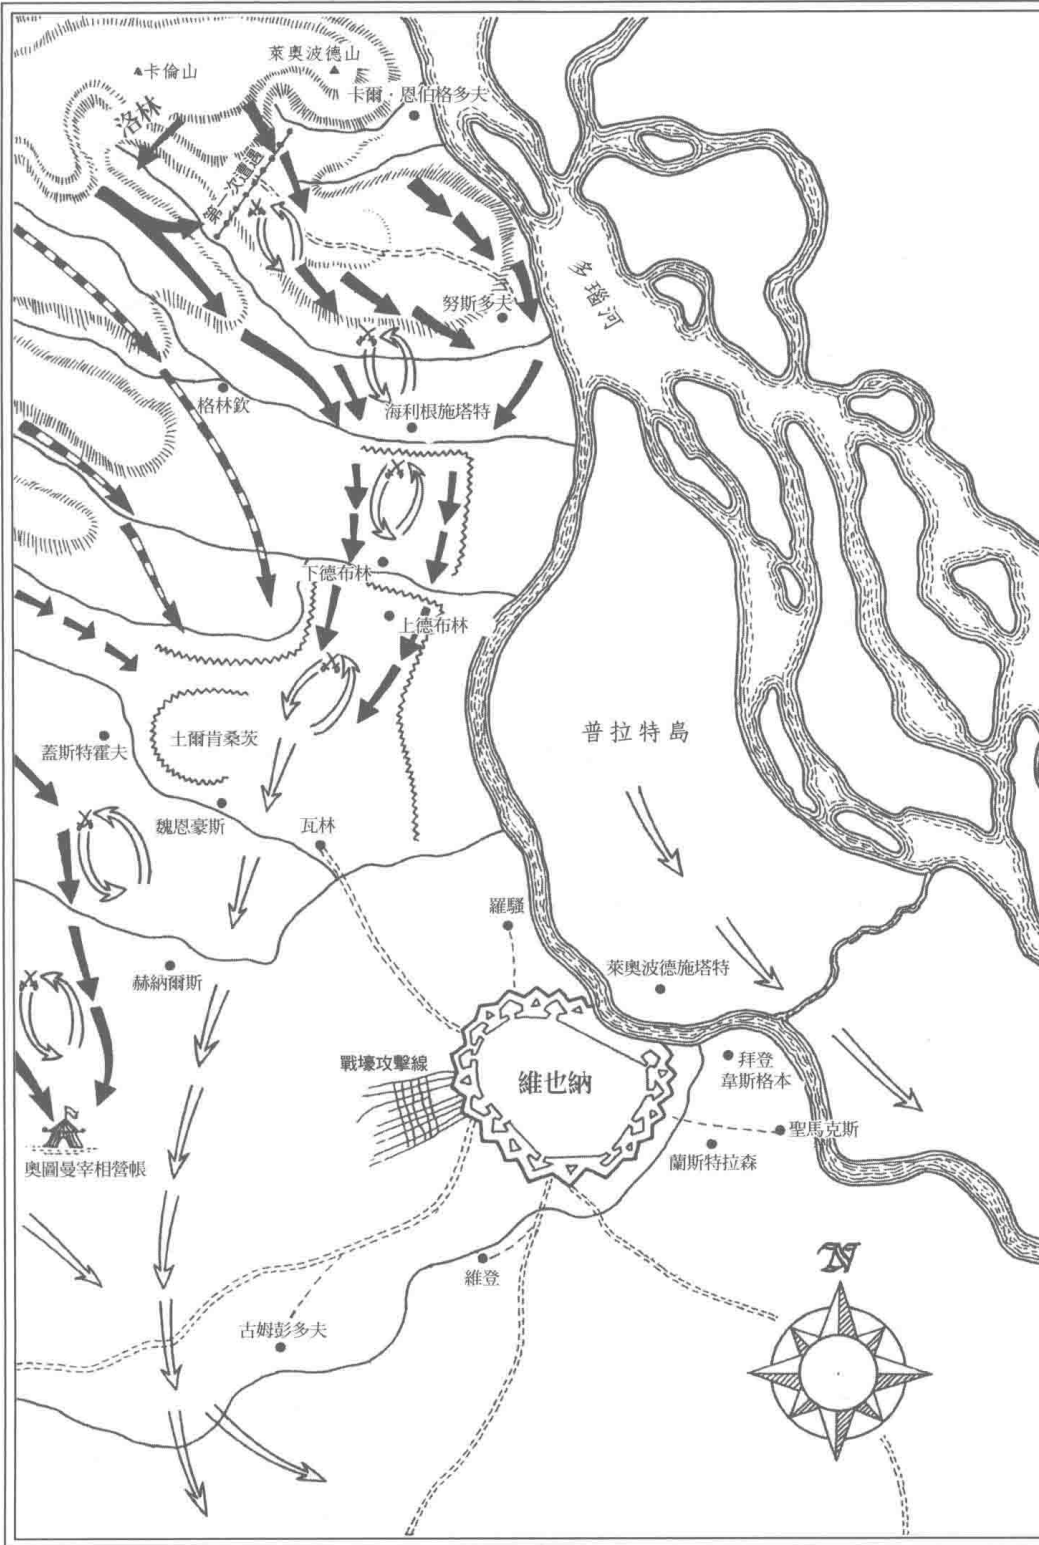 萊奧波德山
卡倫山
卡爾・恩伯格多夫
洛林
第一次遭遇
多瑙河
努斯多夫
格林欽
海利根施塔特
下德布林
上德布林
普拉特島
土爾肯桑茨
蓋斯特霍夫
魏恩豪斯
瓦林
羅騷
萊奧波德施塔特
赫納爾斯
戰壕攻擊線
維也納
拜登
韋斯格本
聖馬克斯
蘭斯特拉森
奧圖曼宰相營帳
N
維登
古姆彭多夫